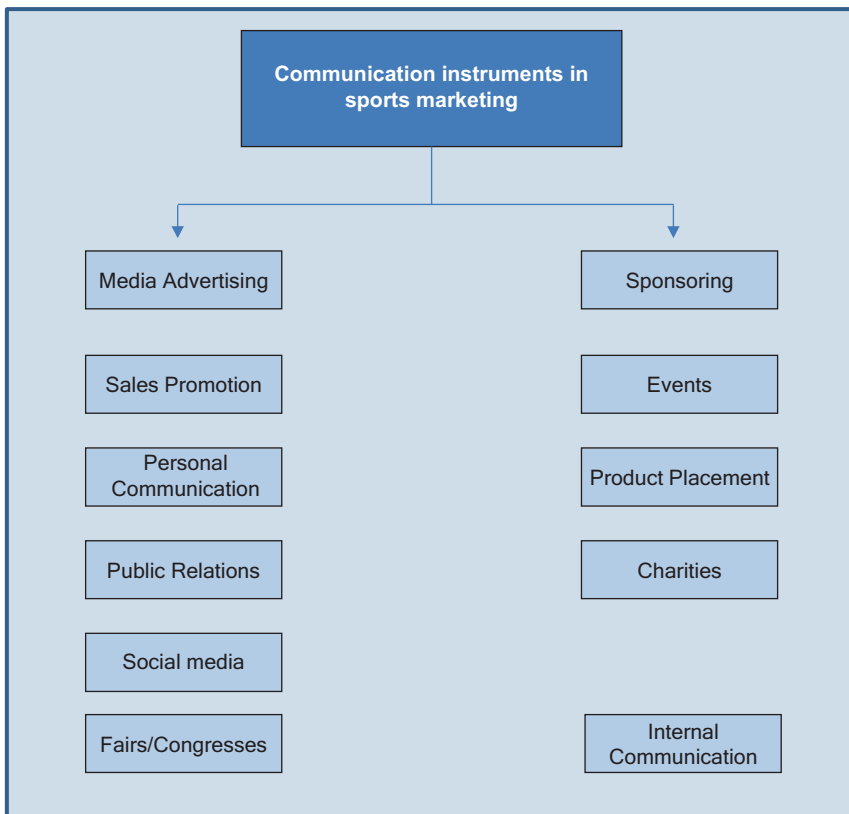 Communication instruments in
sports marketing
Media Advertising
Sponsoring
Sales Promotion
Events
Personal
Communication
Product Placement
Public Relations
Charities
Social media
Fairs/Congresses
Internal
Communication